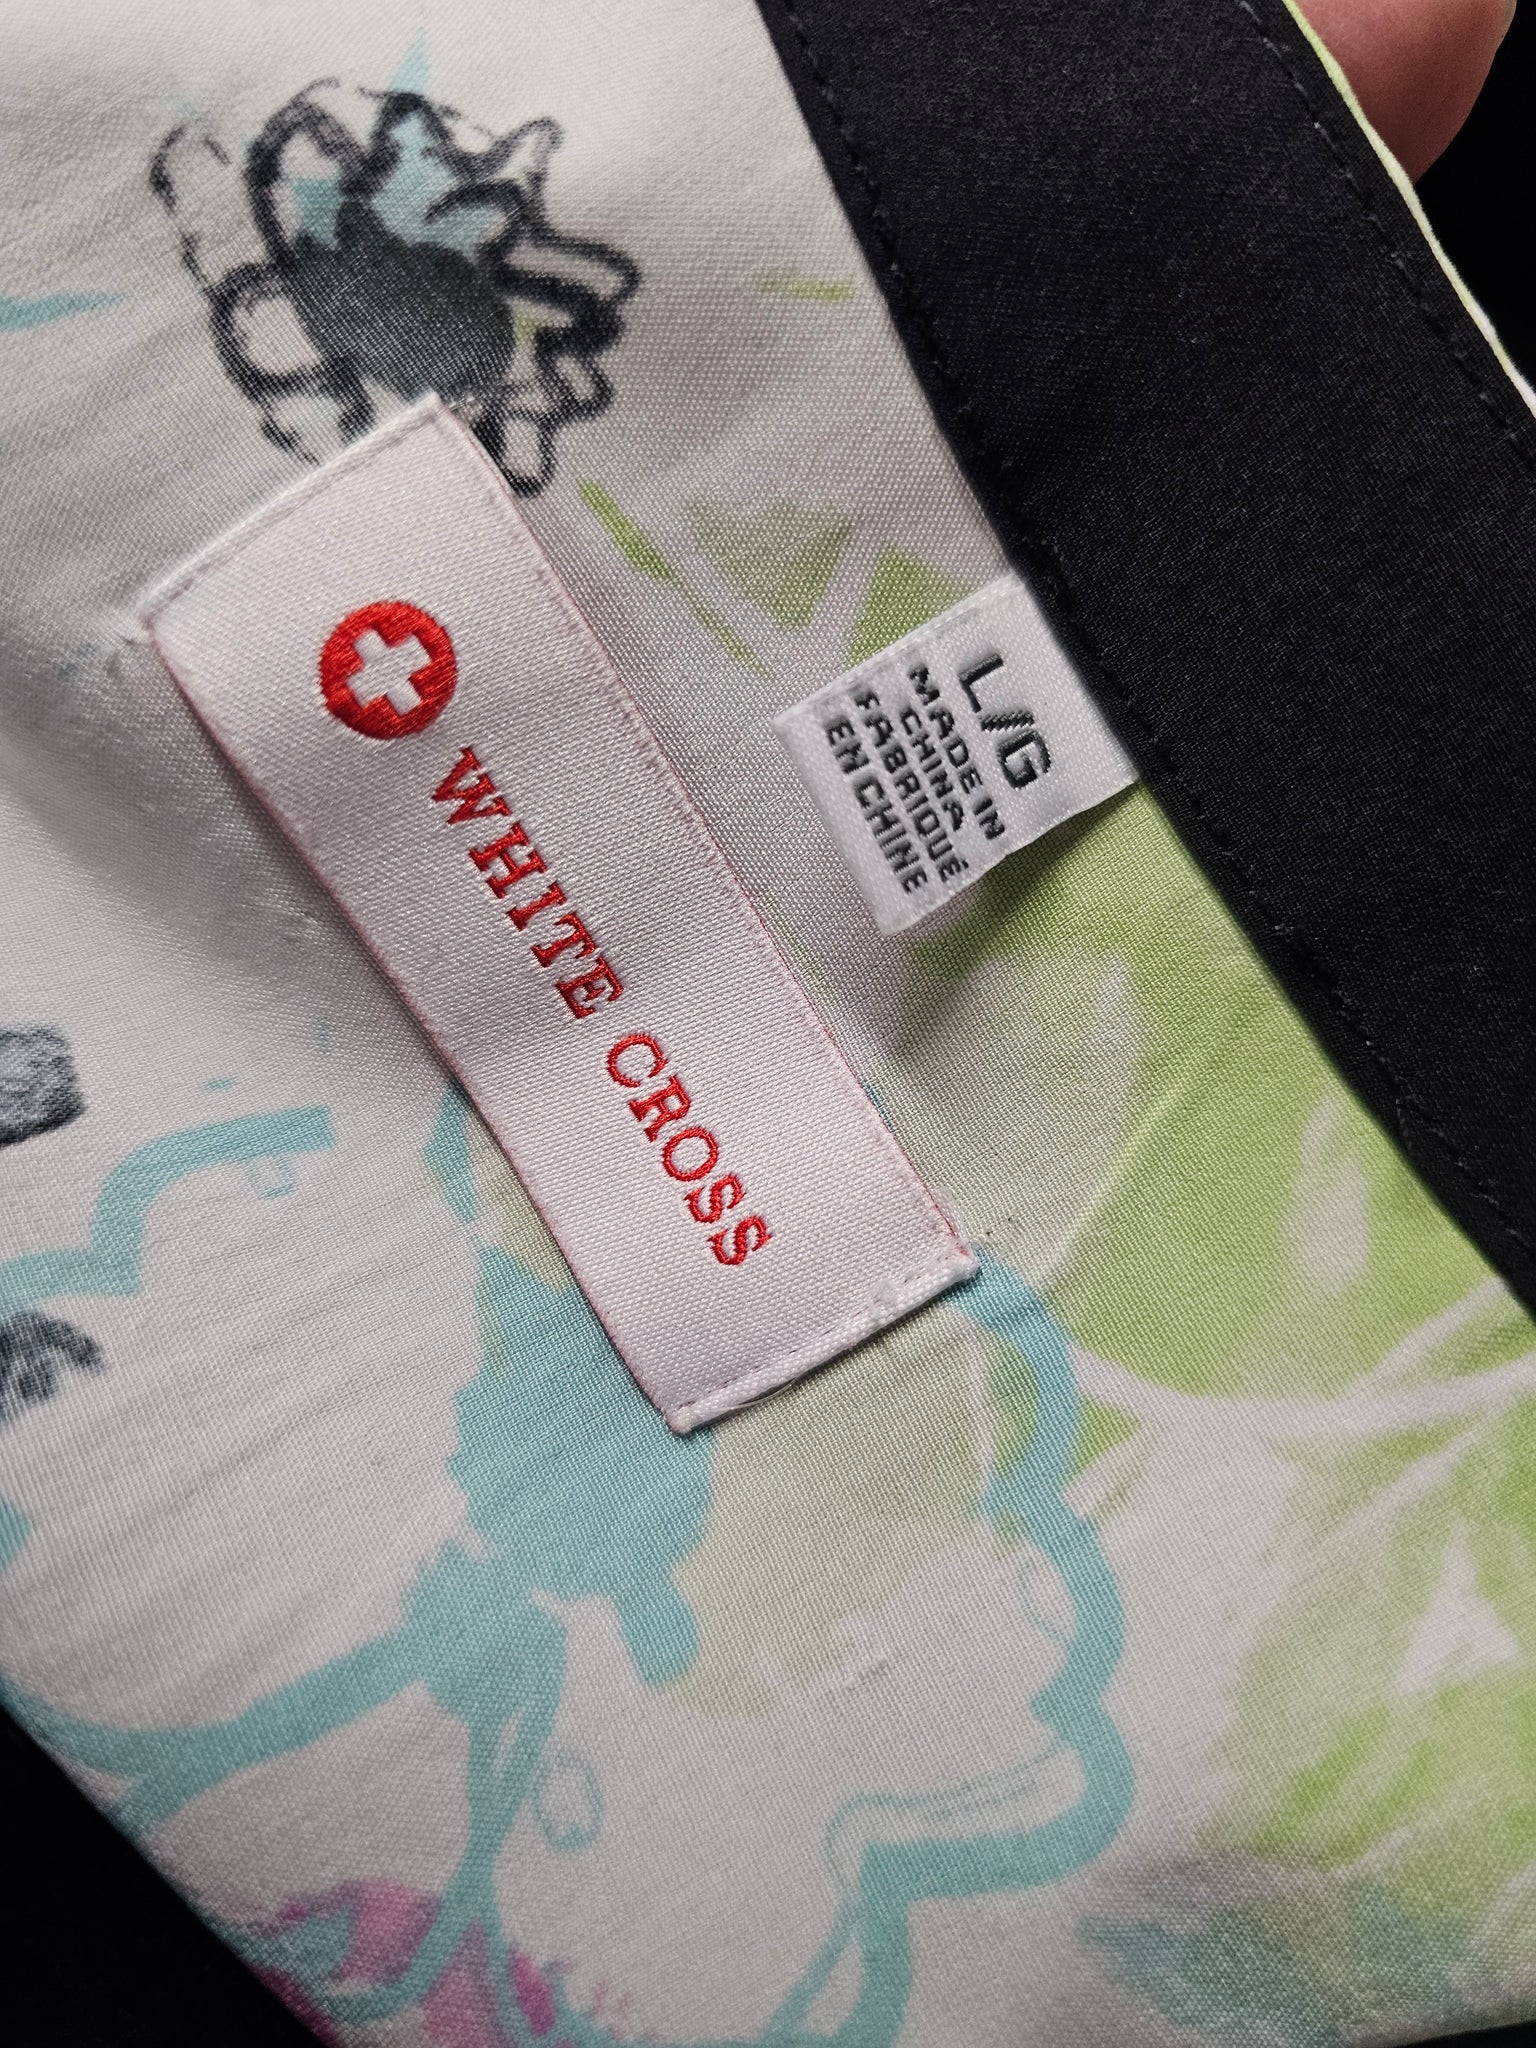 WHITE CROSS
L/G
MADE IN
CHINA
FABRIQUÉ
EN CHINE